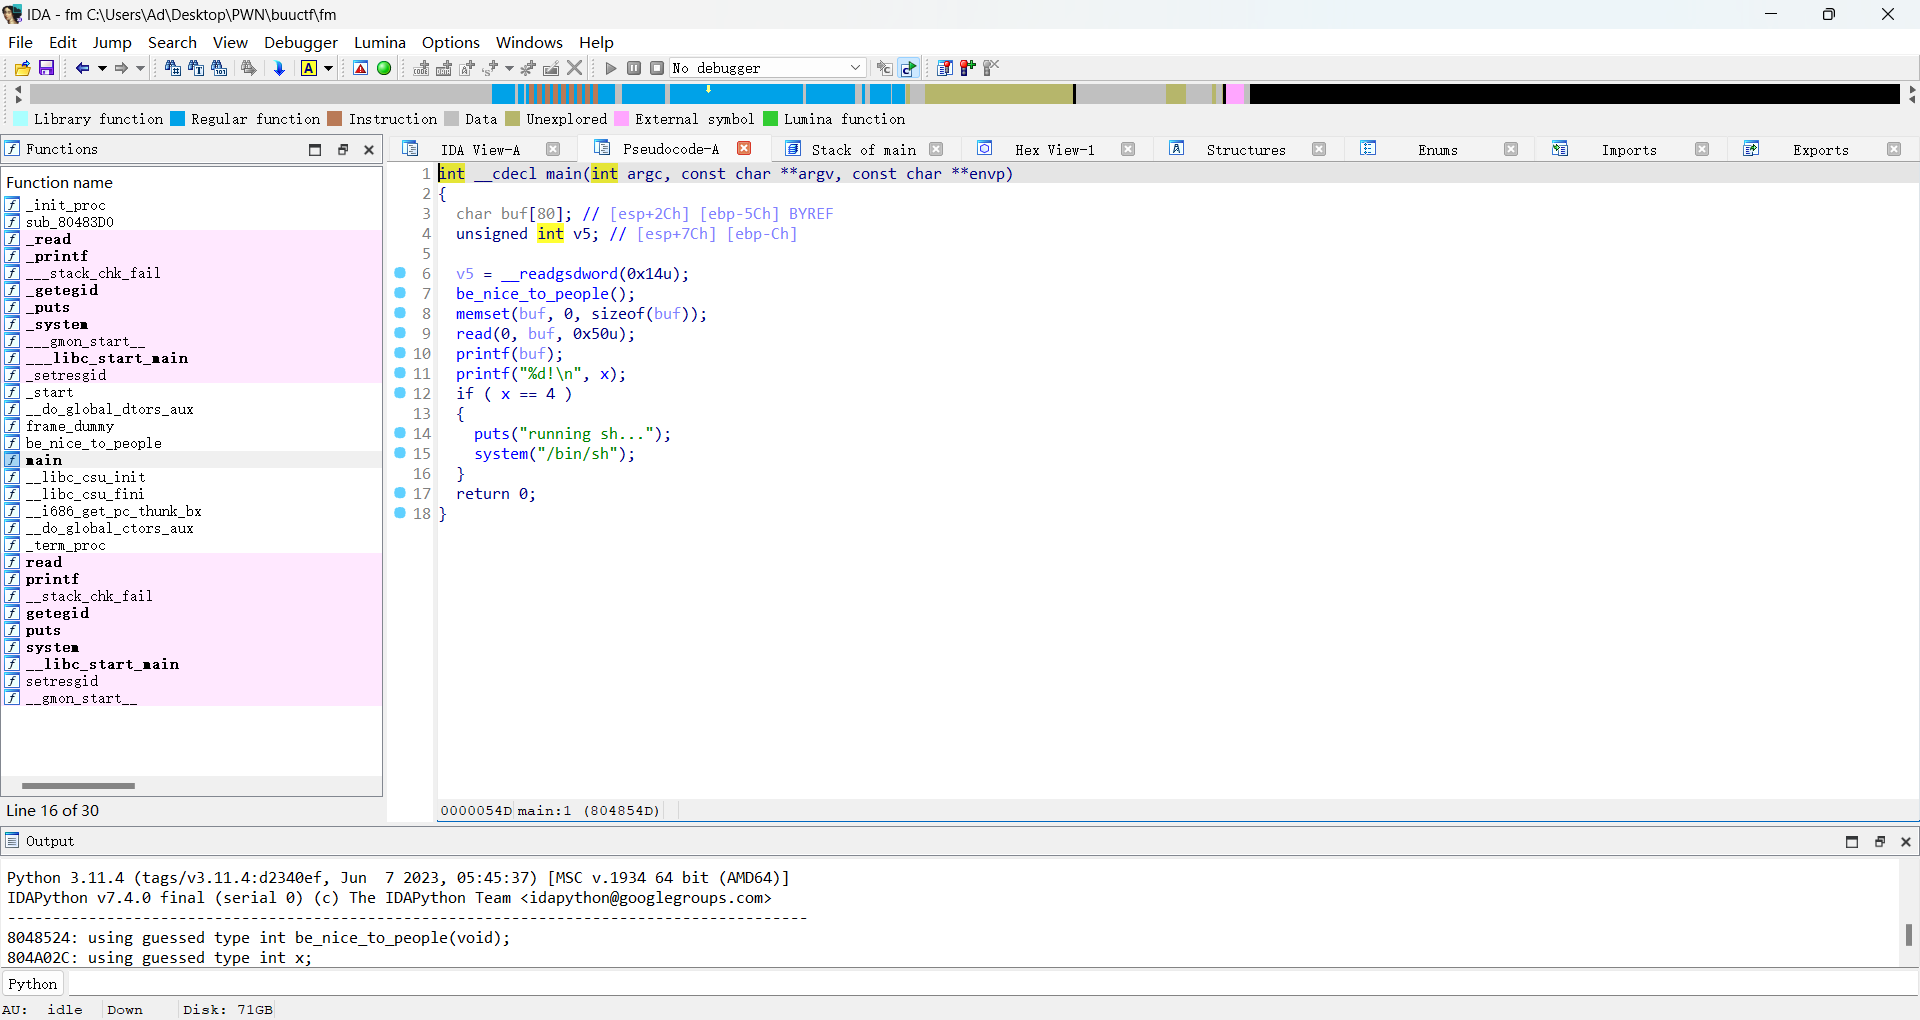 IDA - fm C:\Users\Ad\Desktop\PWN\buuctf\fm
File Edit Jump Search View Debugger Lumina Options Windows Help
No debugger
Library function Regular function Instruction Data Unexplored External symbol Lumina function
Functions
Function name
_init_proc
sub_80483D0
_read
_printf
___stack_chk_fail
_getegid
_puts
_system
___gmon_start__
___libc_start_main
_setresgid
_start
__do_global_dtors_aux
frame_dummy
be_nice_to_people
main
__libc_csu_init
__libc_csu_fini
__i686_get_pc_thunk_bx
__do_global_ctors_aux
_term_proc
read
printf
__stack_chk_fail
getegid
puts
system
__libc_start_main
setresgid
__gmon_start__
Line 16 of 30
IDA View-A Pseudocode-A Stack of main Hex View-1 Structures Enums Imports Exports
1 int __cdecl main(int argc, const char **argv, const char **envp)
2 {
3 char buf[80]; // [esp+2Ch] [ebp-5Ch] BYREF
4 unsigned int v5; // [esp+7Ch] [ebp-Ch]
5
6 v5 = __readgsdword(0x14u);
7 be_nice_to_people();
8 memset(buf, 0, sizeof(buf));
9 read(0, buf, 0x50u);
10 printf(buf);
11 printf("%d!\n", x);
12 if ( x == 4 )
13 {
14 puts("running sh...");
15 system("/bin/sh");
16 }
17 return 0;
18 }
0000054D main:1 (804854D)
Output
Python 3.11.4 (tags/v3.11.4:d2340ef, Jun 7 2023, 05:45:37) [MSC v.1934 64 bit (AMD64)]
IDAPython v7.4.0 final (serial 0) (c) The IDAPython Team <idapython@googlegroups.com>
-----------------------------------------------------------------------------------------
8048524: using guessed type int be_nice_to_people(void);
804A02C: using guessed type int x;
Python
AU: idle Down Disk: 71GB